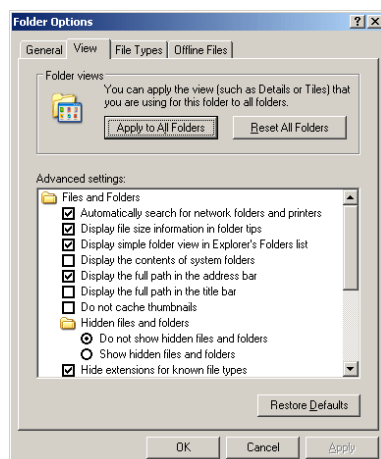 Folder Options
General View File Types Offline Files
Folder views
You can apply the view (such as Details or Tiles) that
you are using for this folder to all folders.
Apply to All Folders Reset All Folders
Advanced settings:
Files and Folders
Automatically search for network folders and printers
Display file size information in folder tips
Display simple folder view in Explorer's Folders list
Display the contents of system folders
Display the full path in the address bar
Display the full path in the title bar
Do not cache thumbnails
Hidden files and folders
Do not show hidden files and folders
Show hidden files and folders
Hide extensions for known file types
Restore Defaults
OK Cancel Apply